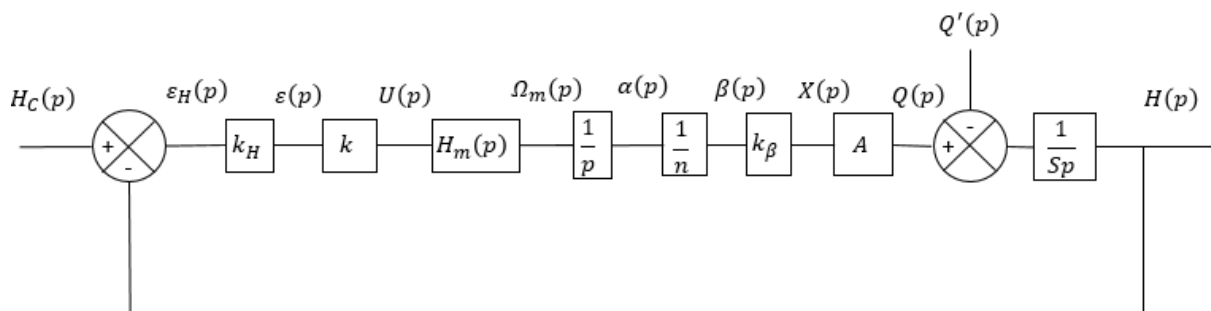 Q′(p)
H_C(p) ε_H(p) ε(p) U(p) Ω_m(p) α(p) β(p) X(p) Q(p) H(p)
+ - k_H k H_m(p) 1/p 1/n k_β A + - 1/Sp